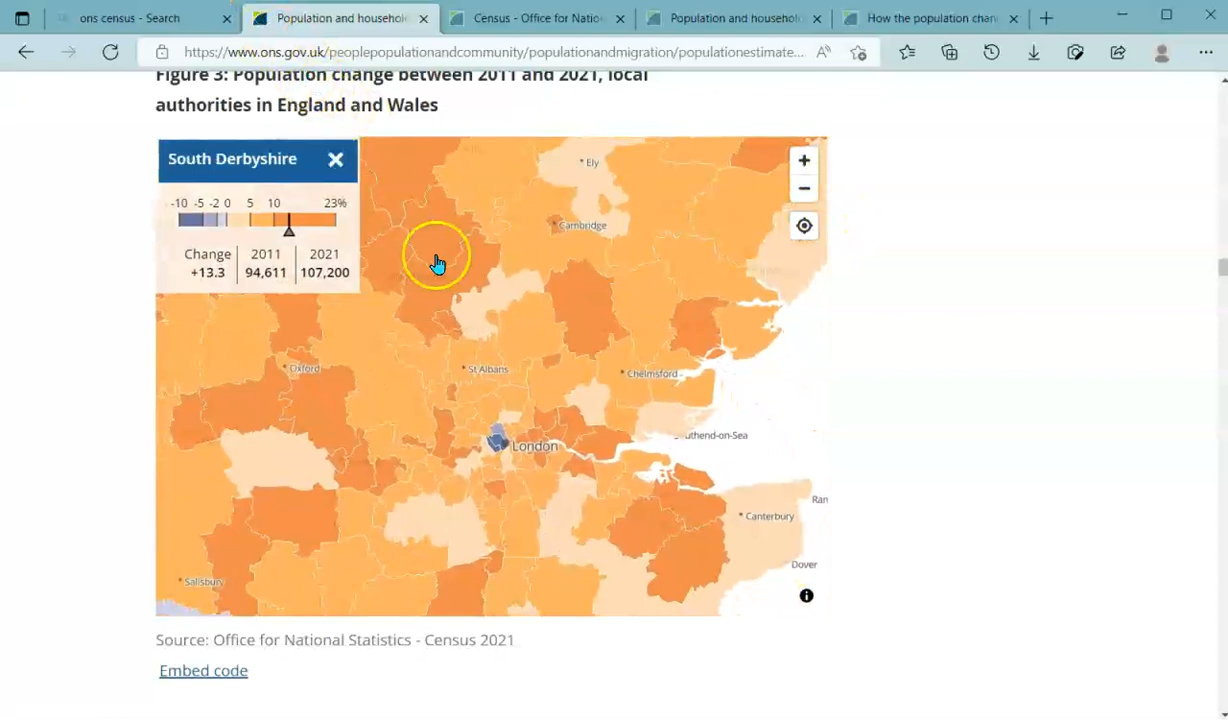 ons census - Search
Population and househol
Census - Office for Natio
Population and househol
How the population chan
https://www.ons.gov.uk/peoplepopulationandcommunity/populationandmigration/populationestimate...
Figure 3: Population change between 2011 and 2021, local
authorities in England and Wales
South Derbyshire
-10 -5 -2 0 5 10 23%
Change 2011 2021
+13.3 94,611 107,200
Ely
Cambridge
Oxford
St Albans
Chelmsford
London
uthend-on-Sea
Canterbury
Ran
Dover
Salisbury
Source: Office for National Statistics - Census 2021
Embed code